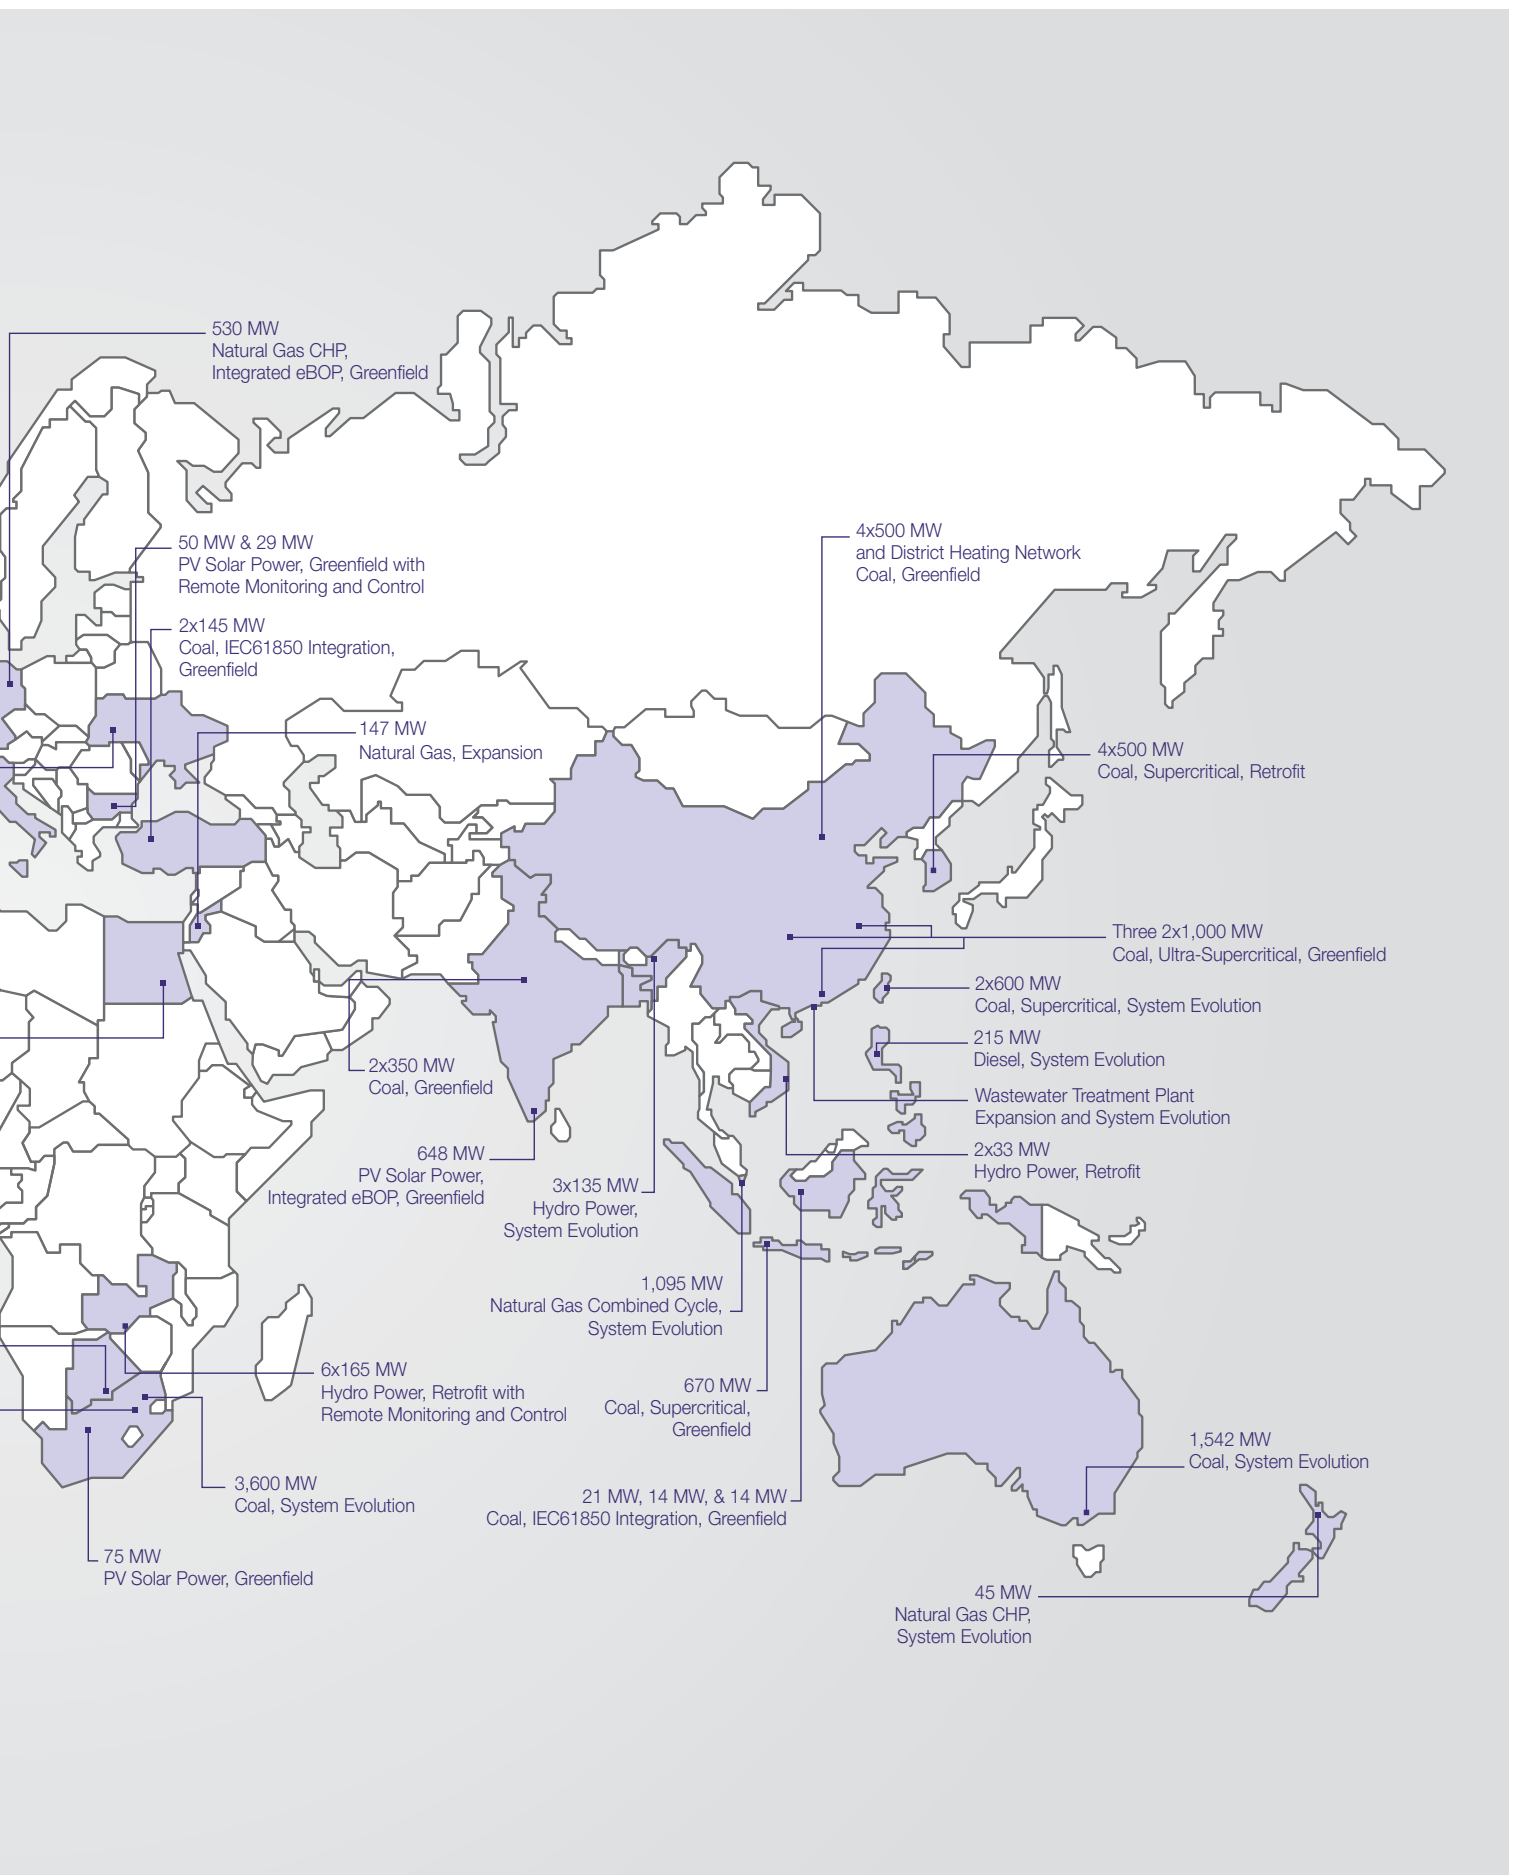 530 MW
Natural Gas CHP,
Integrated eBOP, Greenfield
50 MW & 29 MW
PV Solar Power, Greenfield with
Remote Monitoring and Control
4x500 MW
and District Heating Network
Coal, Greenfield
2x145 MW
Coal, IEC61850 Integration,
Greenfield
147 MW
Natural Gas, Expansion
4x500 MW
Coal, Supercritical, Retrofit
Three 2x1,000 MW
Coal, Ultra-Supercritical, Greenfield
2x600 MW
Coal, Supercritical, System Evolution
215 MW
Diesel, System Evolution
2x350 MW
Coal, Greenfield
Wastewater Treatment Plant
Expansion and System Evolution
648 MW
PV Solar Power,
Integrated eBOP, Greenfield
2x33 MW
Hydro Power, Retrofit
3x135 MW
Hydro Power,
System Evolution
1,095 MW
Natural Gas Combined Cycle,
System Evolution
6x165 MW
Hydro Power, Retrofit with
Remote Monitoring and Control
670 MW
Coal, Supercritical,
Greenfield
1,542 MW
Coal, System Evolution
3,600 MW
Coal, System Evolution
21 MW, 14 MW, & 14 MW
Coal, IEC61850 Integration, Greenfield
75 MW
PV Solar Power, Greenfield
45 MW
Natural Gas CHP,
System Evolution